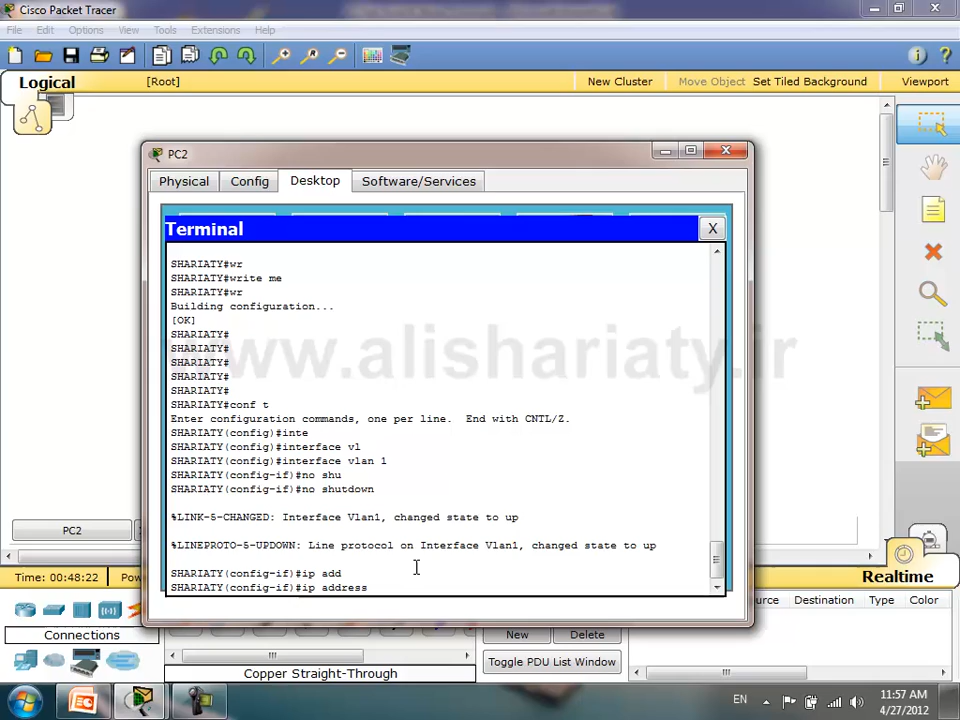 Cisco Packet Tracer
File Edit Options View Tools Extensions Help
Logical [Root] New Cluster Move Object Set Tiled Background Viewport
PC2
Physical Config Desktop Software/Services
Terminal X
SHARIATY#wr
SHARIATY#write me
SHARIATY#wr
Building configuration...
[OK]
SHARIATY#
SHARIATY#
SHARIATY#
SHARIATY#
SHARIATY#
SHARIATY#conf t
Enter configuration commands, one per line.  End with CNTL/Z.
SHARIATY(config)#inte
SHARIATY(config)#interface vl
SHARIATY(config)#interface vlan 1
SHARIATY(config-if)#no shu
SHARIATY(config-if)#no shutdown
%LINK-5-CHANGED: Interface Vlan1, changed state to up
%LINEPROTO-5-UPDOWN: Line protocol on Interface Vlan1, changed state to up
SHARIATY(config-if)#ip add
SHARIATY(config-if)#ip address
www.alishariaty.ir
PC2
Time: 00:48:22
Realtime
Destination Type Color
Connections
New Delete
Toggle PDU List Window
Copper Straight-Through
EN
11:57 AM
4/27/2012